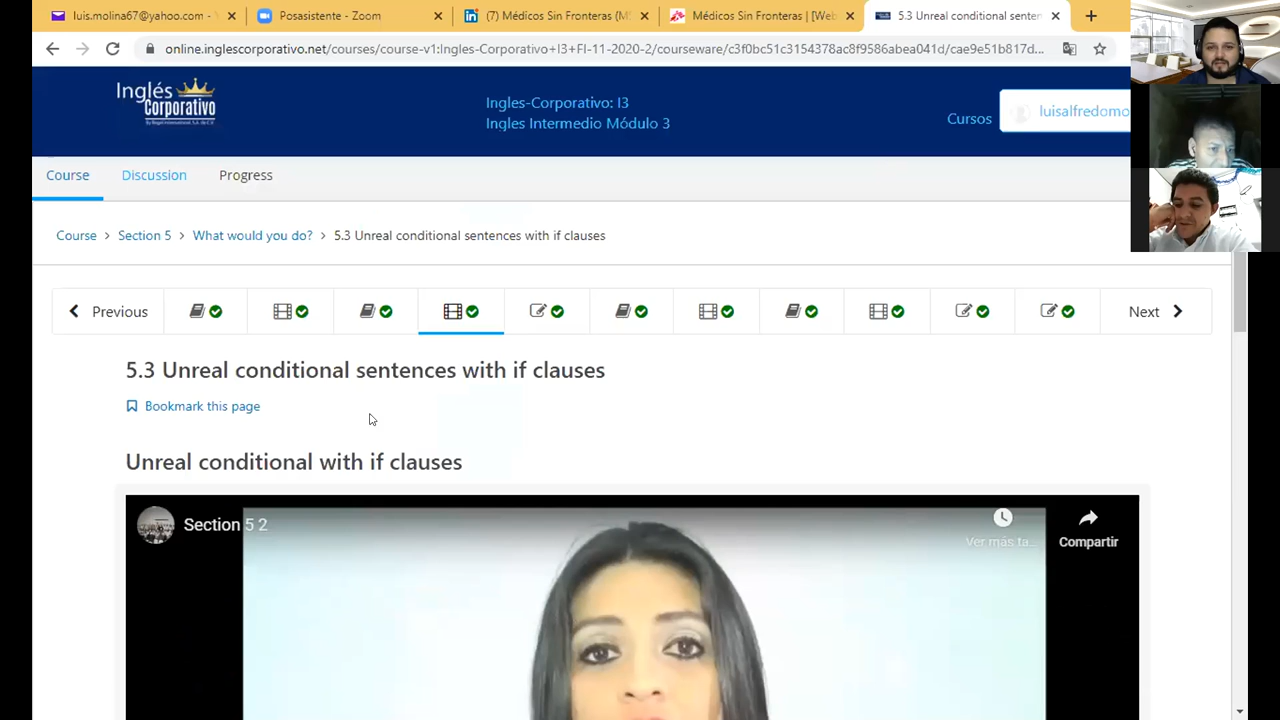 luis.molina67@yahoo.com -
Posasistente - Zoom
(7) Médicos Sin Fronteras (M
Médicos Sin Fronteras | [Web
5.3 Unreal conditional senten
online.inglescorporativo.net/courses/course-v1:Ingles-Corporativo+I3+FI-11-2020-2/courseware/c3f0bc51c3154378ac8f9586abea041d/cae9e51b817d...
Inglés
Corporativo
Ingles-Corporativo: I3
Ingles Intermedio Módulo 3
Cursos
luisalfredomo
Course
Discussion
Progress
Course > Section 5 > What would you do? > 5.3 Unreal conditional sentences with if clauses
Previous
Next
5.3 Unreal conditional sentences with if clauses
Bookmark this page
Unreal conditional with if clauses
Section 5 2
Ver más ta...
Compartir